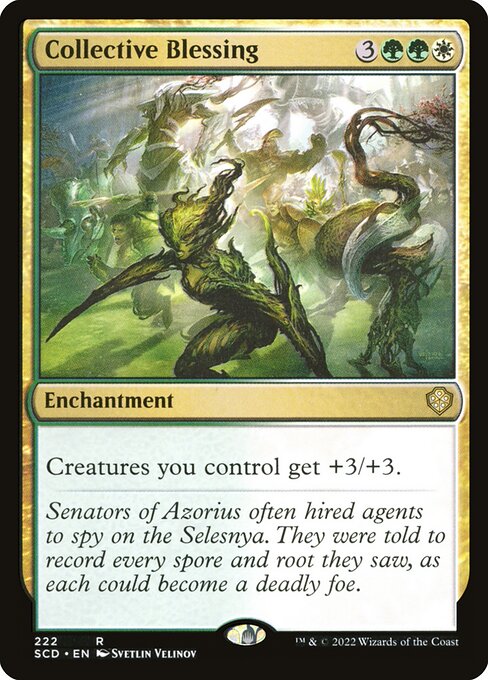 Collective Blessing 3
Enchantment
Creatures you control get +3/+3.
Senators of Azorius often hired agents
to spy on the Selesnya. They were told to
record every spore and root they saw, as
each could become a deadly foe.
222 R
SCD • EN Svetlin Velinov
™ & © 2022 Wizards of the Coast